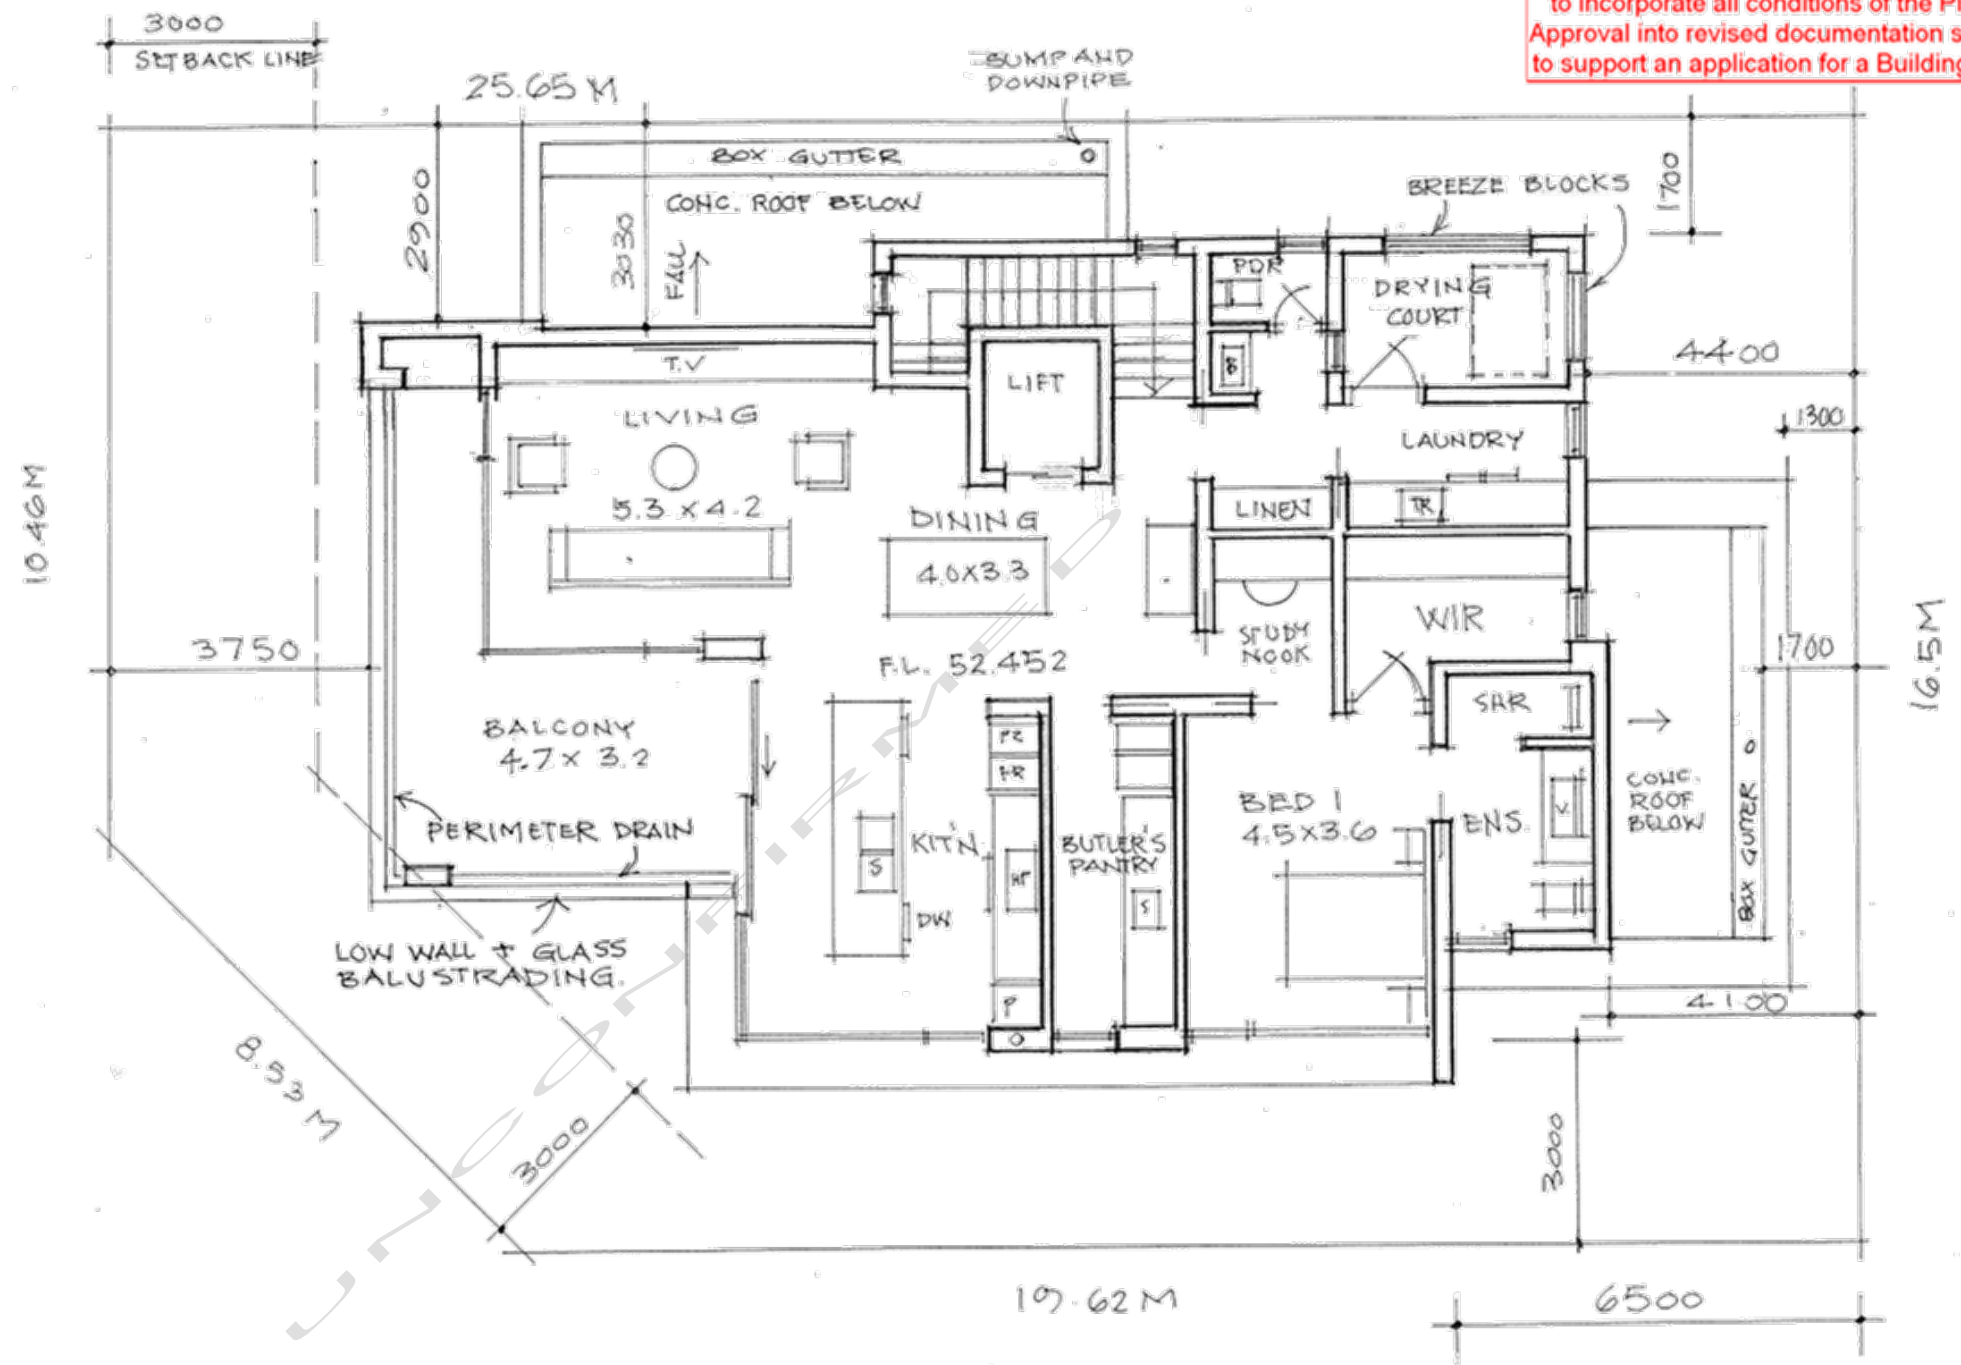 to incorporate all conditions of the
Approval into revised documentation
to support an application for a Building
3000
SETBACK LINE
25.65 M
SUMP AND
DOWNPIPE
BOX GUTTER
CONC. ROOF BELOW
2900
3030
FALL
BREEZE BLOCKS
1700
PDR
DRYING
COURT
T.V
LIFT
4400
LIVING
1300
LAUNDRY
10.46M
5.3 x 4.2
DINING
LINEN
TR
4.0x3.3
STUDY
NOOK
WIR
16.5M
3750
F.L. 52.452
1700
SHR
BALCONY
4.7 x 3.2
PZ
FR
BED 1
4.5x3.6
CONC.
ROOF
BELOW
BOX GUTTER
PERIMETER DRAIN
KIT'N
BUTLER'S
PANTRY
ENS.
V
S
HP
S
DW
LOW WALL + GLASS
BALUSTRADING.
P
4100
8.53 M
3000
3000
19.62 M
6500
UNCONFIRMED